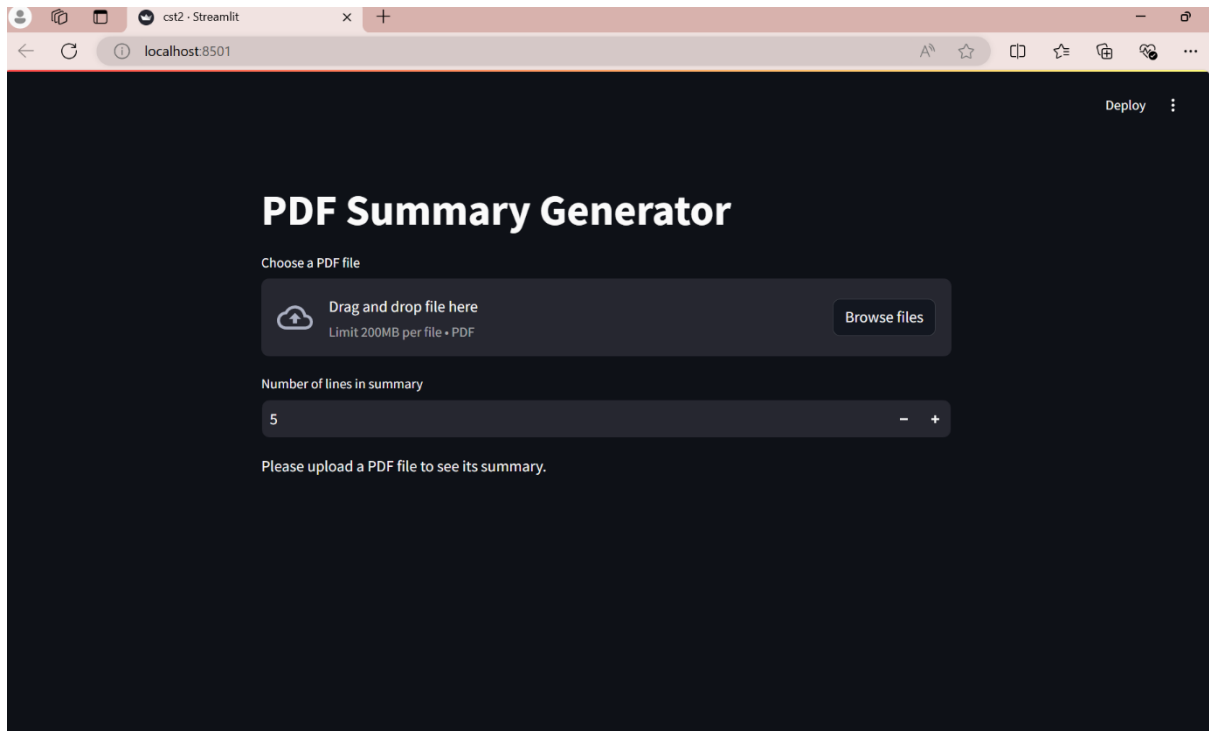 cst2 · Streamlit
localhost:8501
Deploy
PDF Summary Generator
Choose a PDF file
Drag and drop file here
Limit 200MB per file • PDF
Browse files
Number of lines in summary
5
Please upload a PDF file to see its summary.